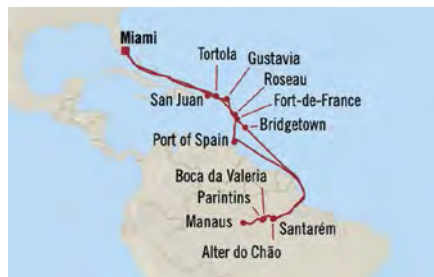 Miami
Tortola
Gustavia
Roseau
San Juan
Fort-de-France
Bridgetown
Port of Spain
Boca da Valeria
Parintins
Manaus
Santarém
Alter do Chão